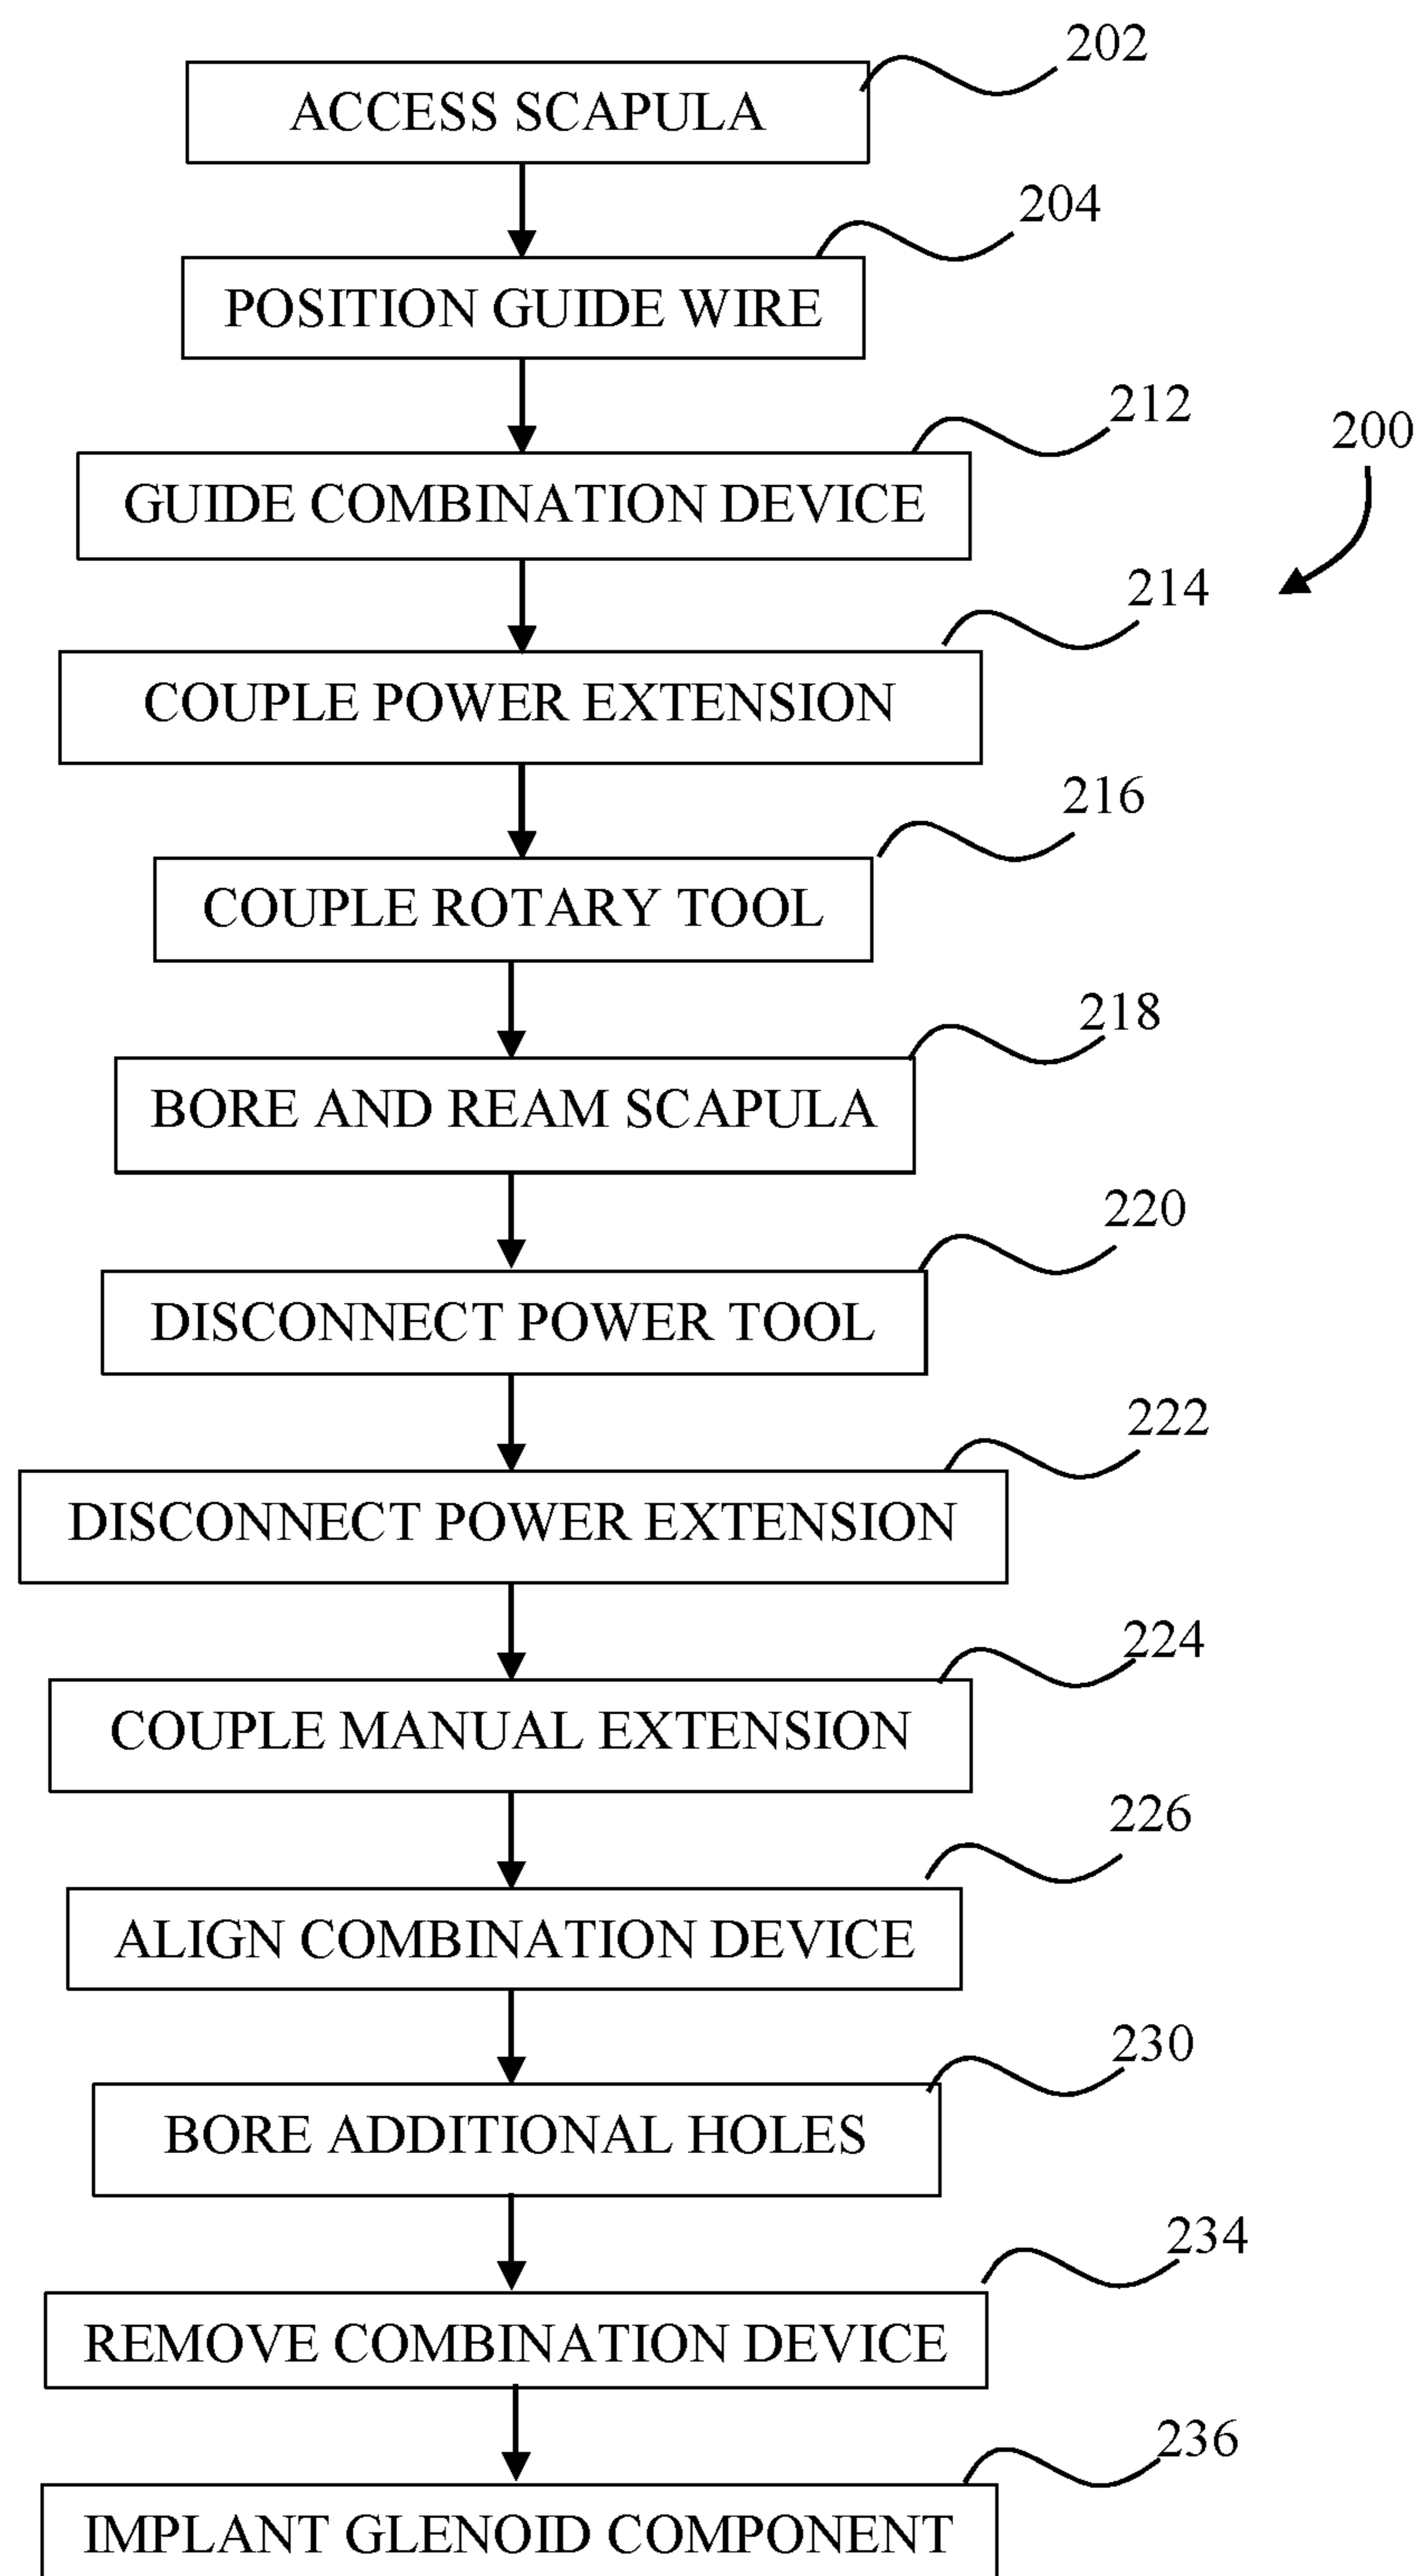 202
ACCESS SCAPULA
204
POSITION GUIDE WIRE
212
200
GUIDE COMBINATION DEVICE
214
COUPLE POWER EXTENSION
216
COUPLE ROTARY TOOL
218
BORE AND REAM SCAPULA
220
DISCONNECT POWER TOOL
222
DISCONNECT POWER EXTENSION
224
COUPLE MANUAL EXTENSION
226
ALIGN COMBINATION DEVICE
230
BORE ADDITIONAL HOLES
234
REMOVE COMBINATION DEVICE
236
IMPLANT GLENOID COMPONENT